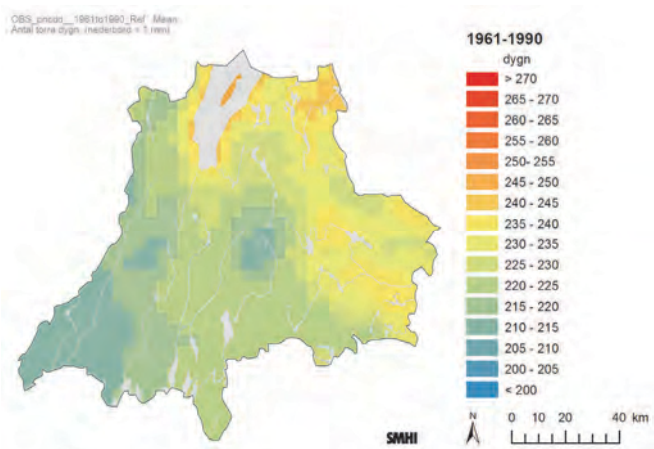 OBS_pncdd__1961to1990_Ref Mean
Antal torra dygn (nederbörd < 1 mm)
1961-1990
dygn
> 270
265 - 270
260 - 265
255 - 260
250- 255
245 - 250
240 - 245
235 - 240
230 - 235
225 - 230
220 - 225
215 - 220
210 - 215
205 - 210
200 - 205
< 200
N
0 10 20 40 km
SMHI